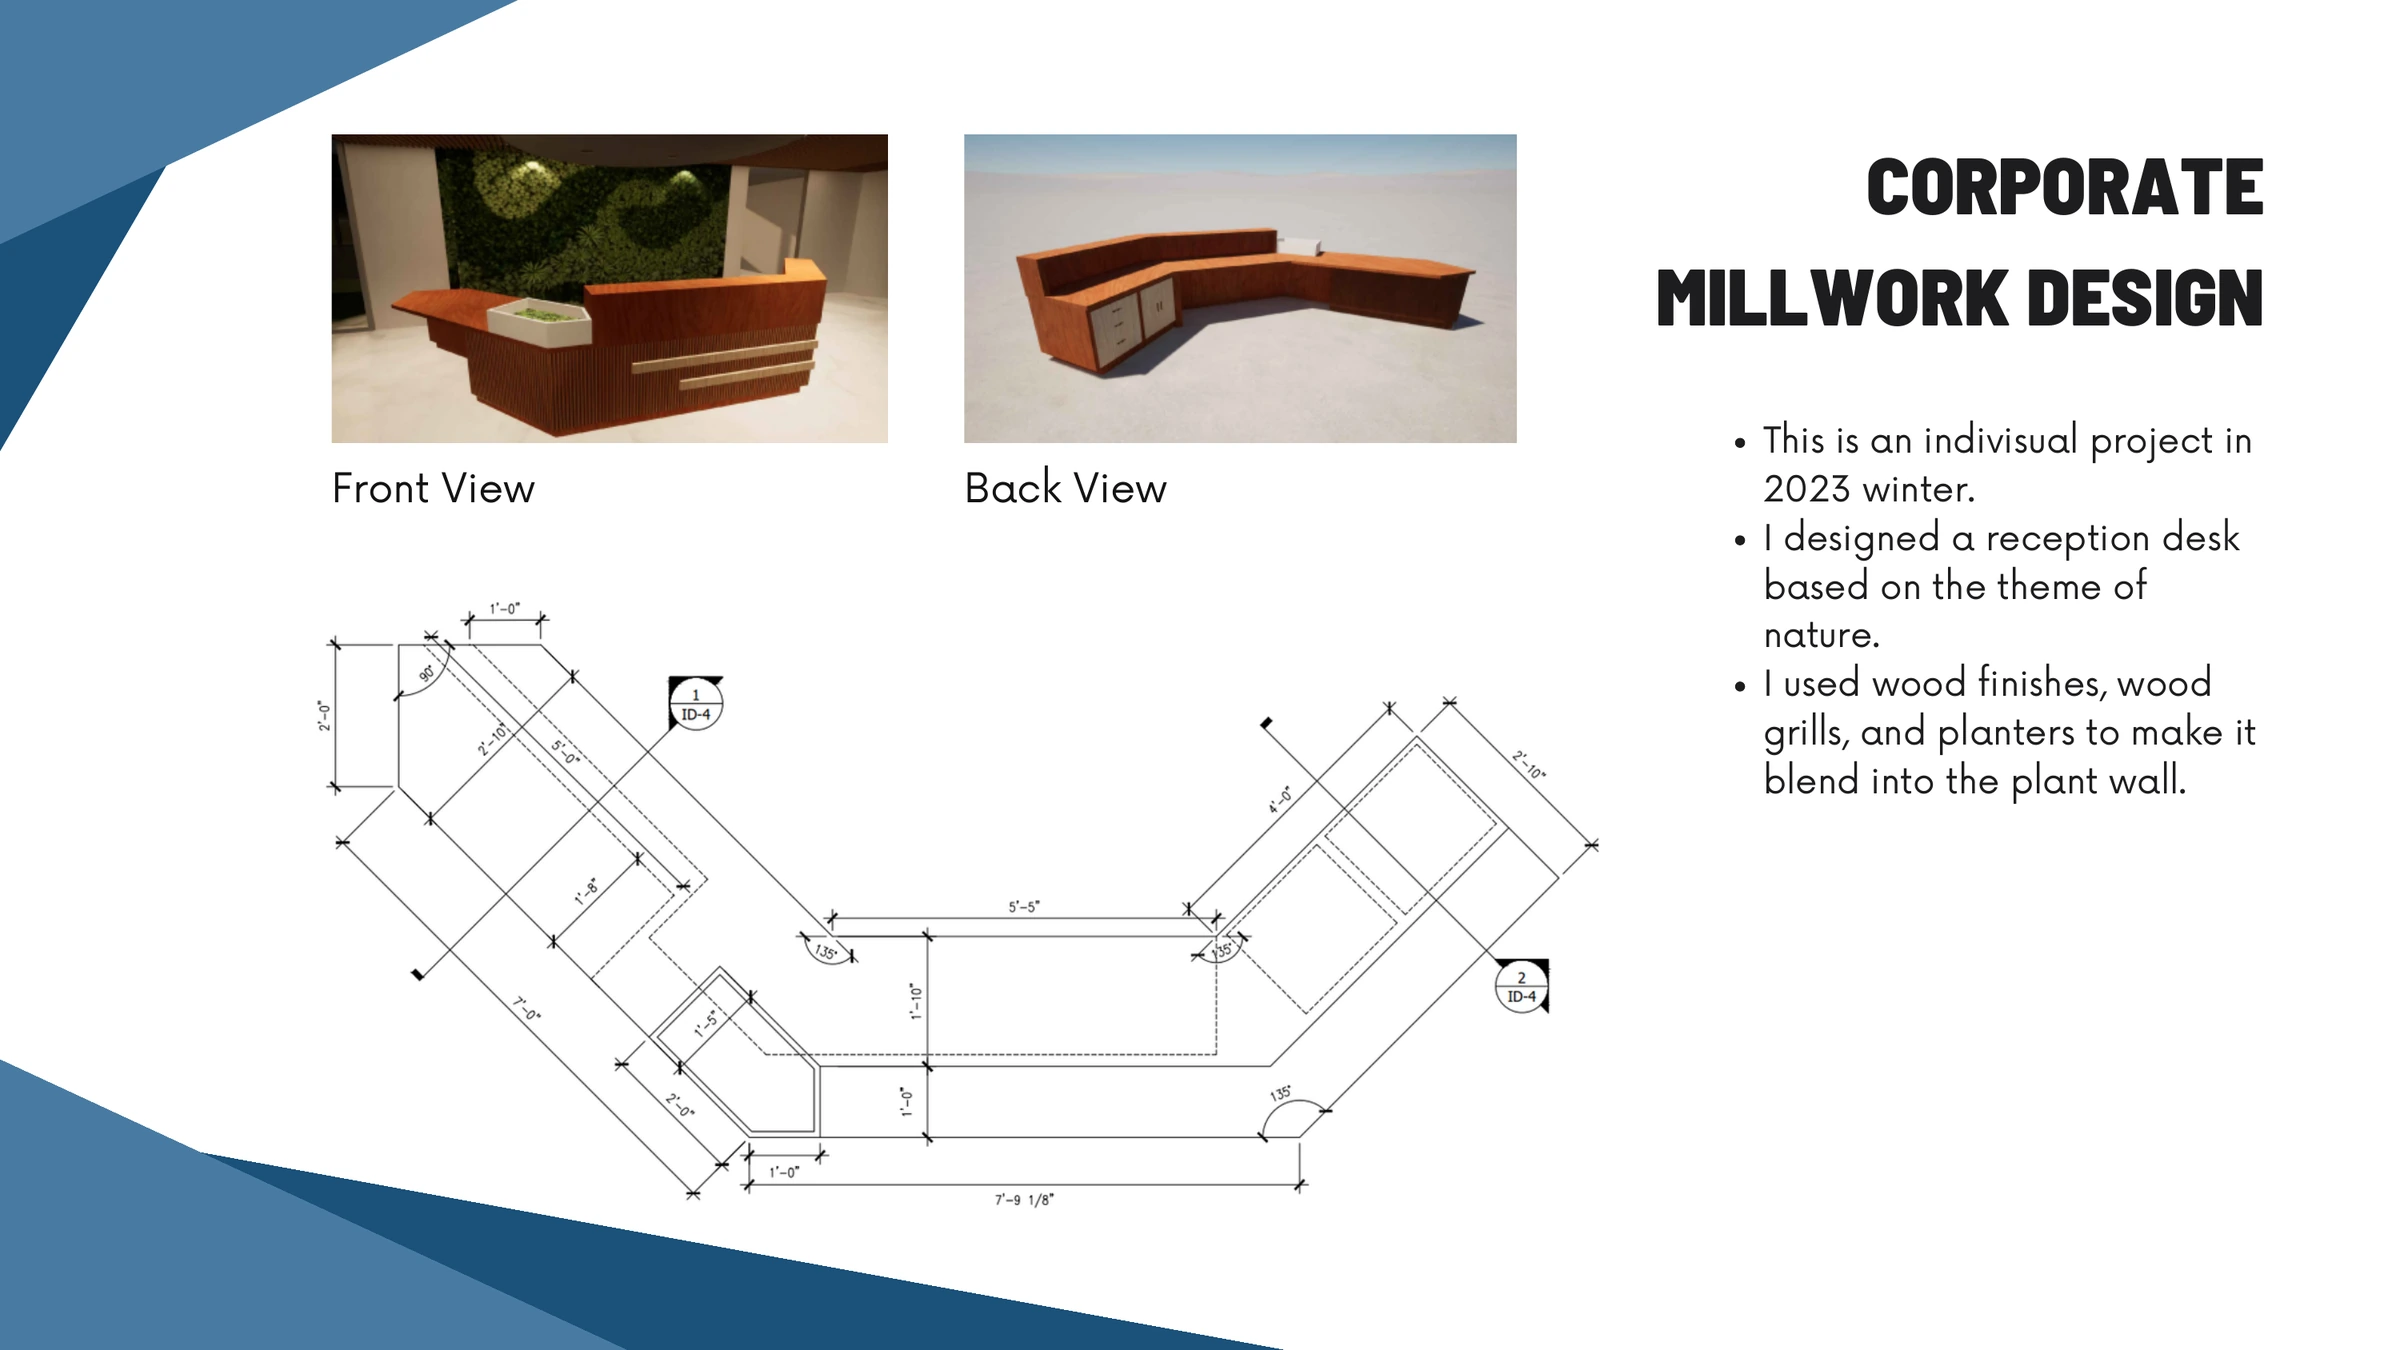 CORPORATE
MILLWORK DESIGN
Front View
Back View
• This is an indivisual project in
2023 winter.
• I designed a reception desk
based on the theme of
nature.
• I used wood finishes, wood
grills, and planters to make it
blend into the plant wall.
1'-0"
90°
2'-0"
2'-10"
5'-0"
1
ID-4
4'-0"
2'-10"
1'-8"
5'-5"
135°
135°
1'-10"
2
ID-4
7'-0"
1'-5"
2'-0"
1'-0"
135°
1'-0"
7'-9 1/8"